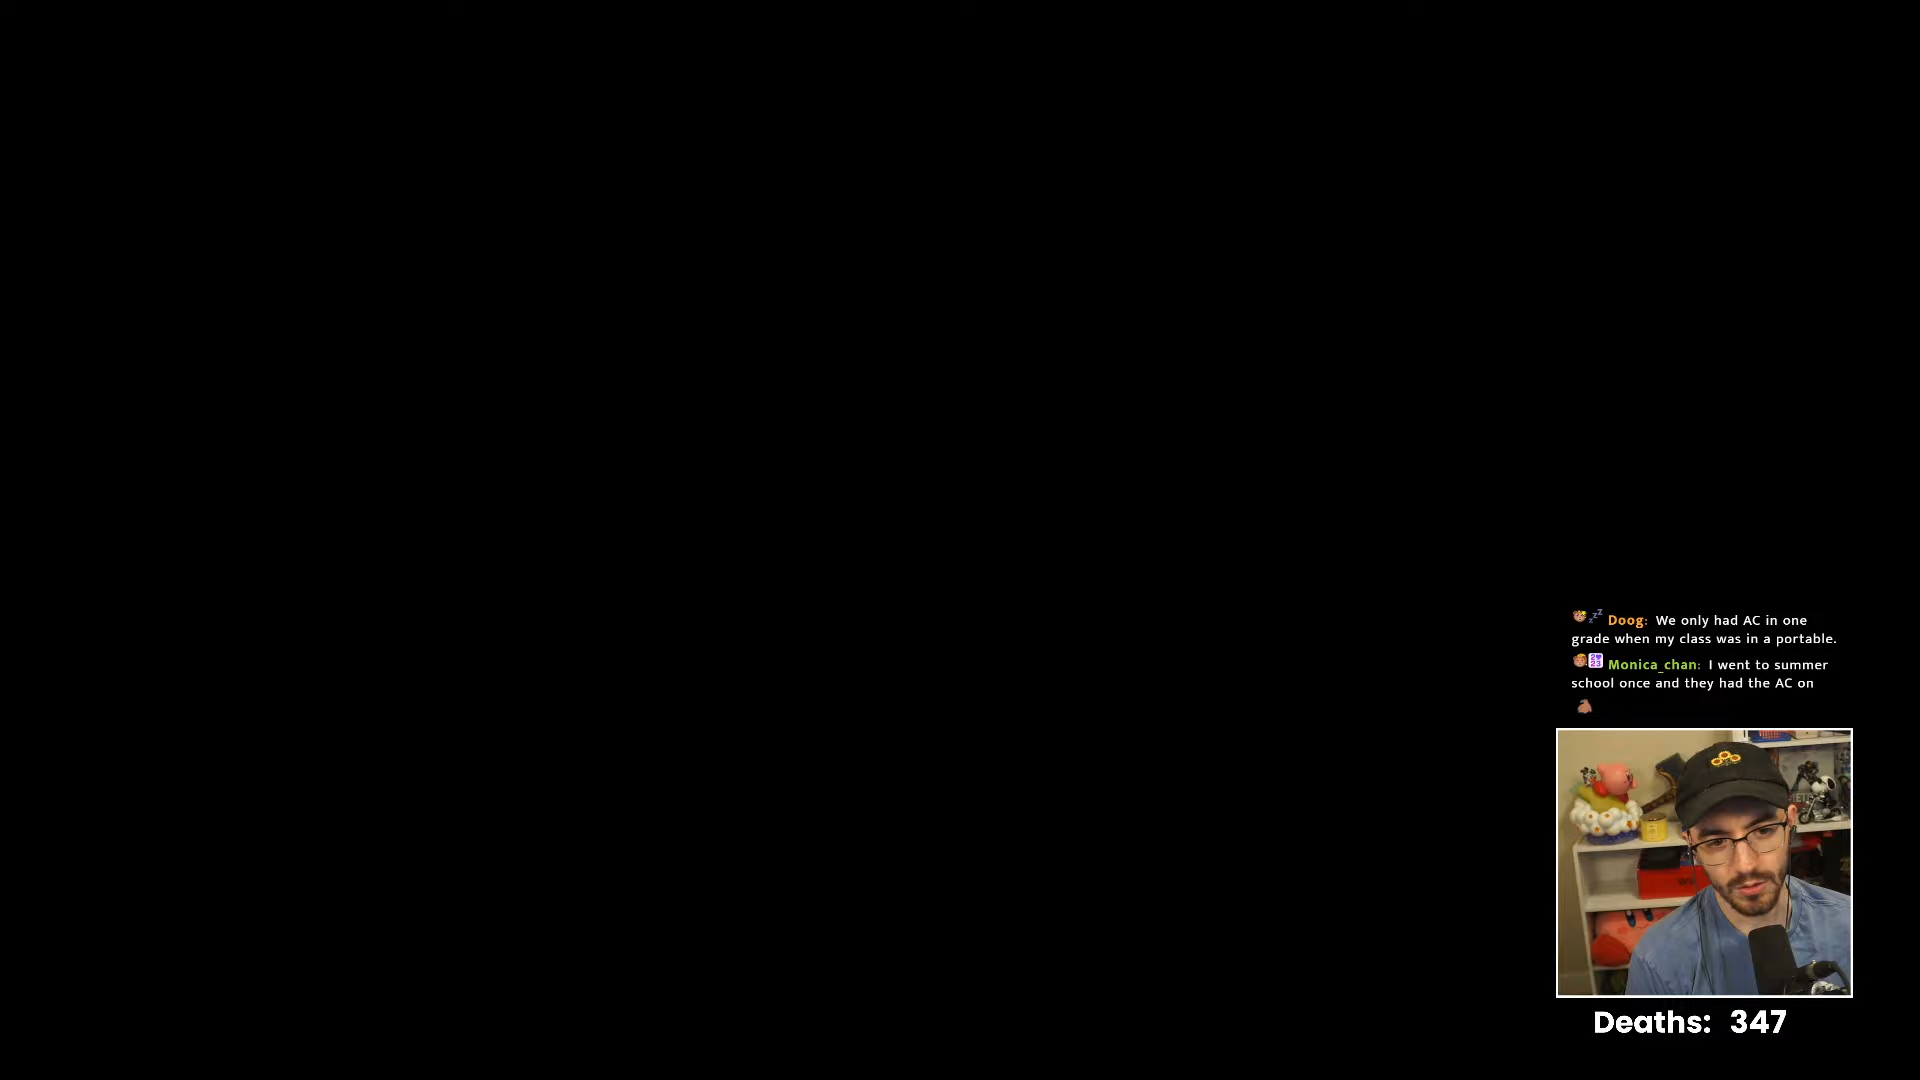 Doog: We only had AC in one
grade when my class was in a portable.
Monica_chan: I went to summer
school once and they had the AC on
Deaths: 347